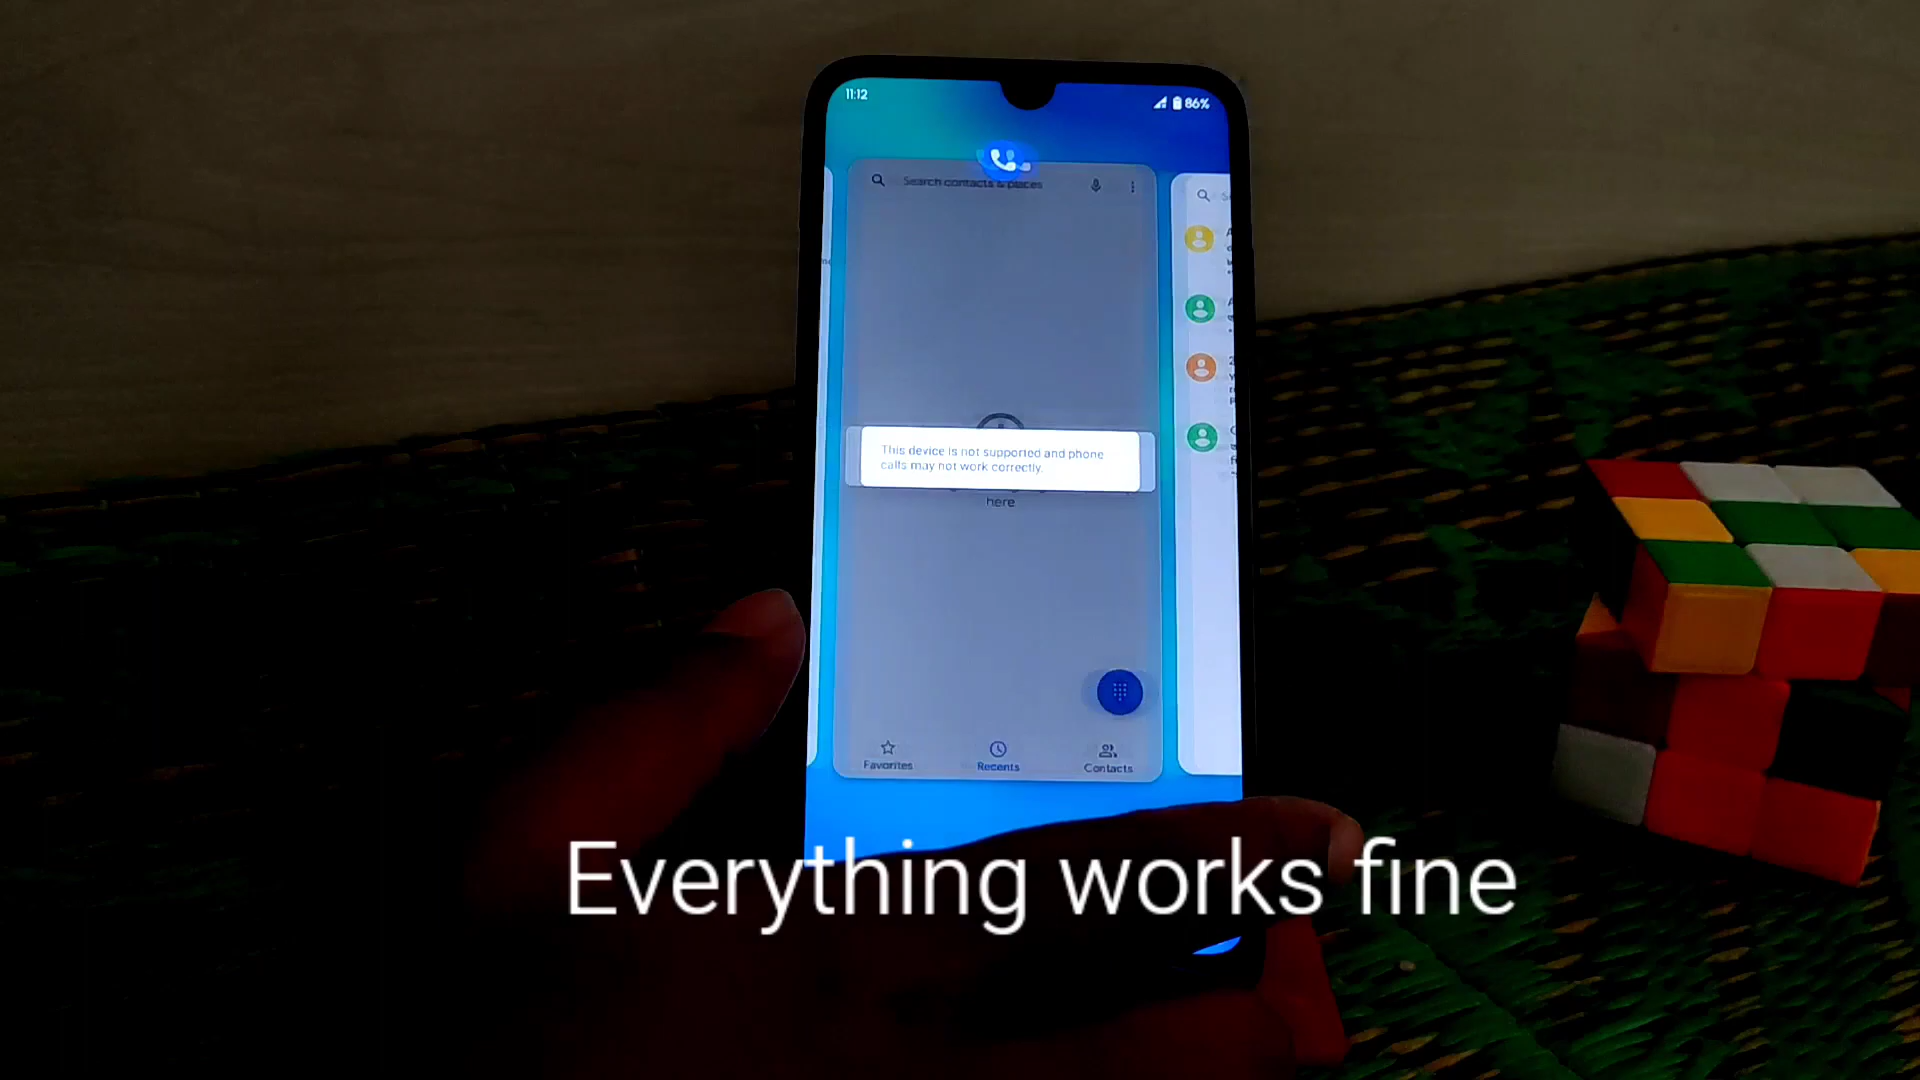 11:12
86%
Search contacts & places
This device is not supported and phone
calls may not work correctly.
here
Favorites
Recents
Contacts
Everything works fine